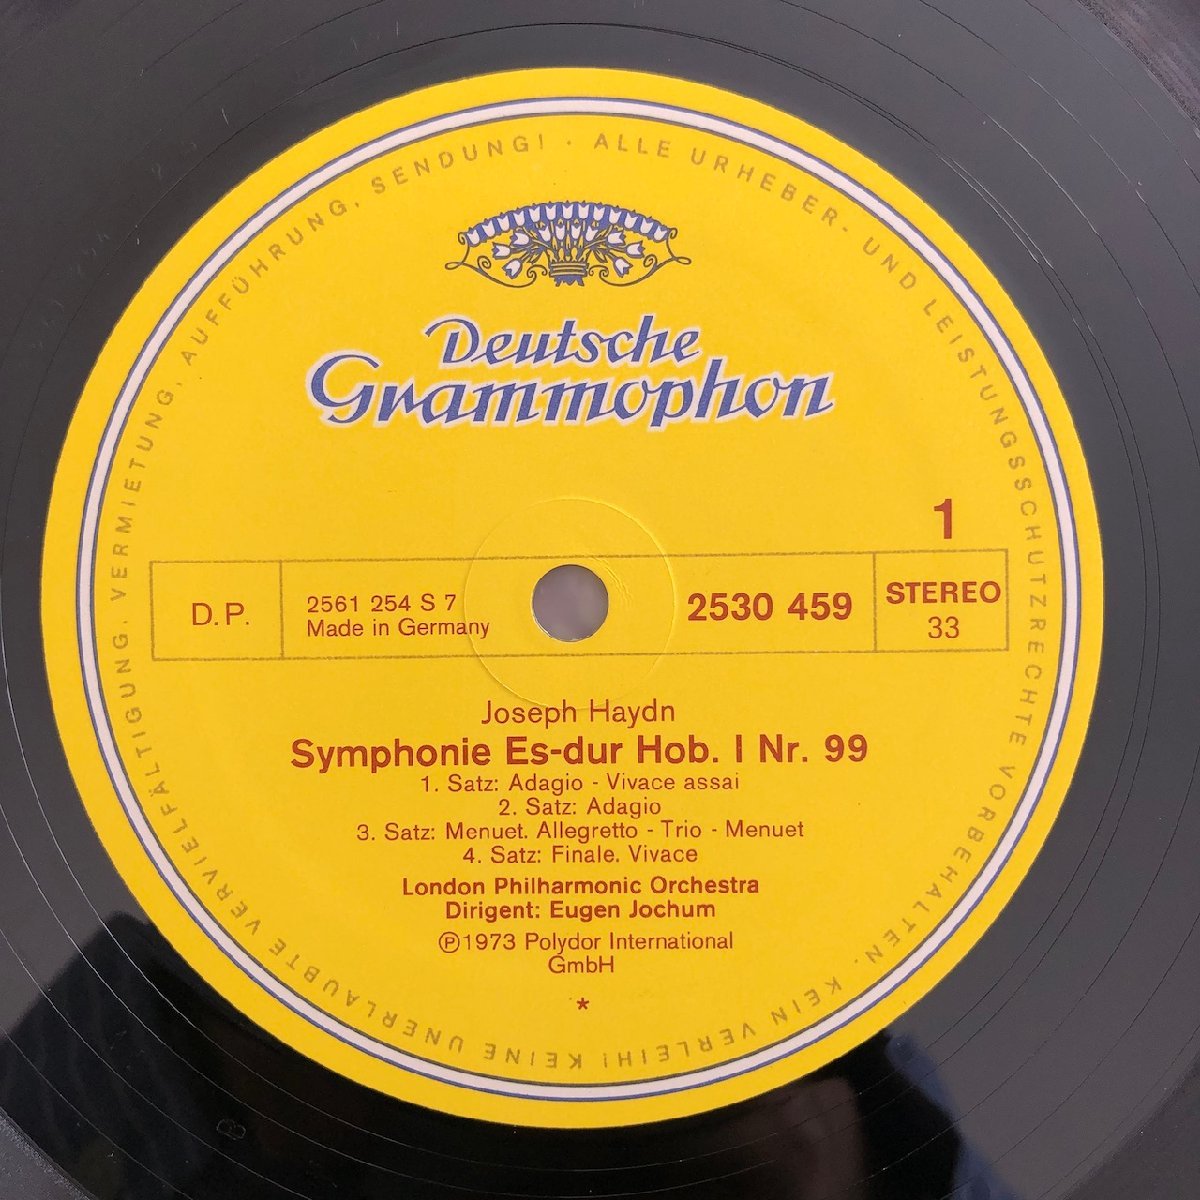 ALLE URHEBER- UND LEISTUNGSSCHUTZRECHTE VORBEHALTEN. KEIN VERLEIH! KEINE UNERLAUBTE VERVIELFÄLTIGUNG, VERMIETUNG, AUFFÜHRUNG, SENDUNG! ·
Deutsche
Grammophon
1
D.P.
2561 254 S 7
Made in Germany
2530 459
STEREO
33
Joseph Haydn
Symphonie Es-dur Hob. I Nr. 99
1. Satz: Adagio - Vivace assai
2. Satz: Adagio
3. Satz: Menuet. Allegretto - Trio - Menuet
4. Satz: Finale. Vivace
London Philharmonic Orchestra
Dirigent: Eugen Jochum
Ⓟ1973 Polydor International
GmbH
*